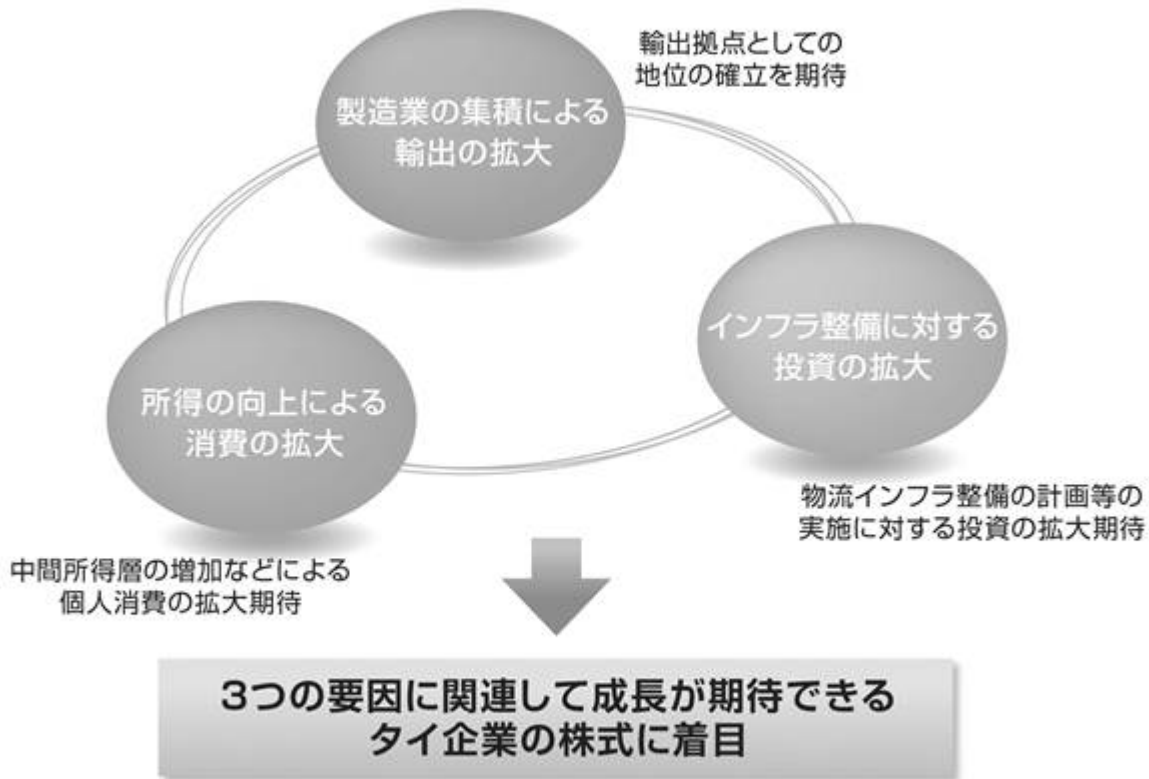 輸出拠点としての
地位の確立を期待
製造業の集積による
輸出の拡大
インフラ整備に対する
投資の拡大
物流インフラ整備の計画等の
実施に対する投資の拡大期待
所得の向上による
消費の拡大
中間所得層の増加などによる
個人消費の拡大期待
3つの要因に関連して成長が期待できる
タイ企業の株式に着目